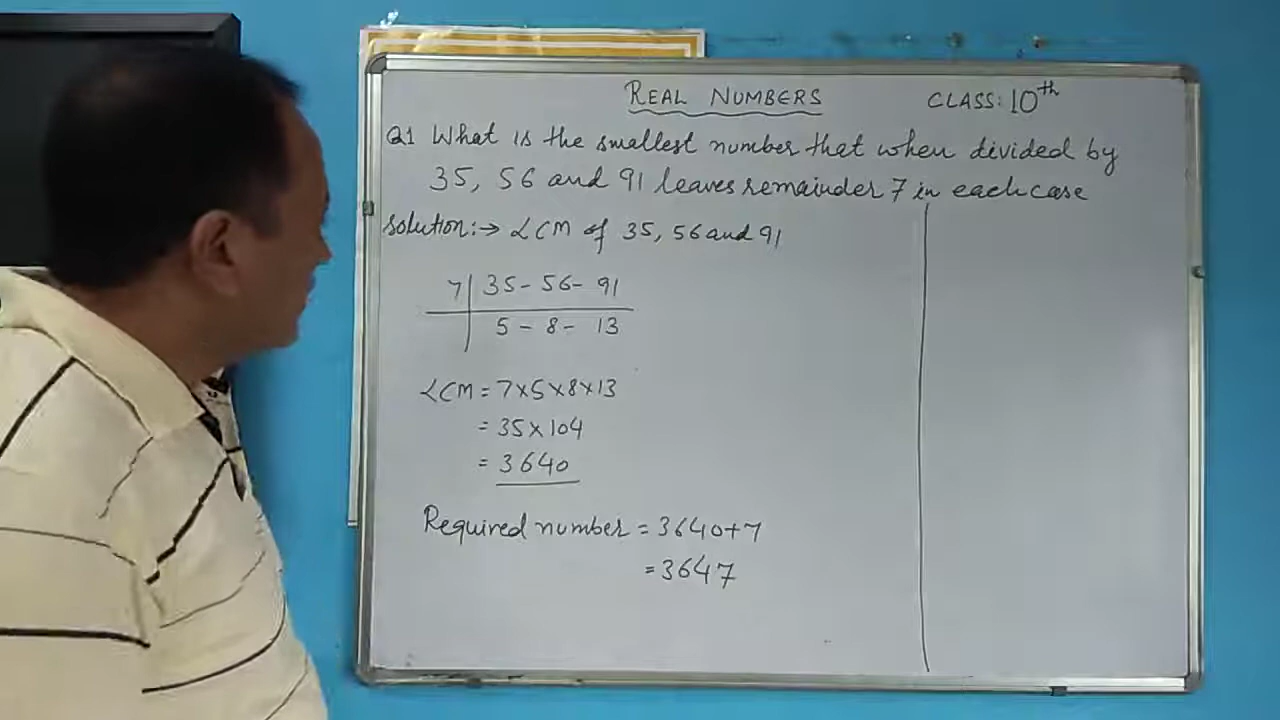 REAL NUMBERS CLASS: 10th
Q1 What is the smallest number that when divided by
35, 56 and 91 leaves remainder 7 in each case
Solution:→ LCM of 35, 56 and 91
7 | 35 - 56 - 91
5 - 8 - 13
LCM = 7×5×8×13
= 35×104
= 3640
Required number = 3640+7
= 3647